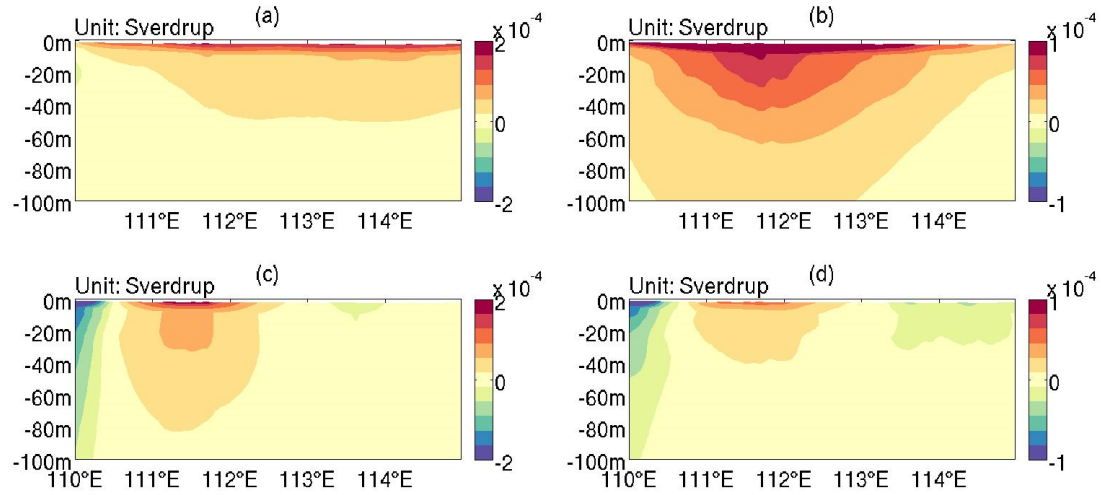 (a)
Unit: Sverdrup
x 10⁻⁴
0m
-20m
-40m
-60m
-80m
-100m
111°E 112°E 113°E 114°E
2
0
-2
(b)
Unit: Sverdrup
x 10⁻⁴
0m
-20m
-40m
-60m
-80m
-100m
111°E 112°E 113°E 114°E
1
0
-1
(c)
Unit: Sverdrup
x 10⁻⁴
0m
-20m
-40m
-60m
-80m
-100m
110°E 111°E 112°E 113°E 114°E
2
0
-2
(d)
Unit: Sverdrup
x 10⁻⁴
0m
-20m
-40m
-60m
-80m
-100m
110°E 111°E 112°E 113°E 114°E
1
0
-1